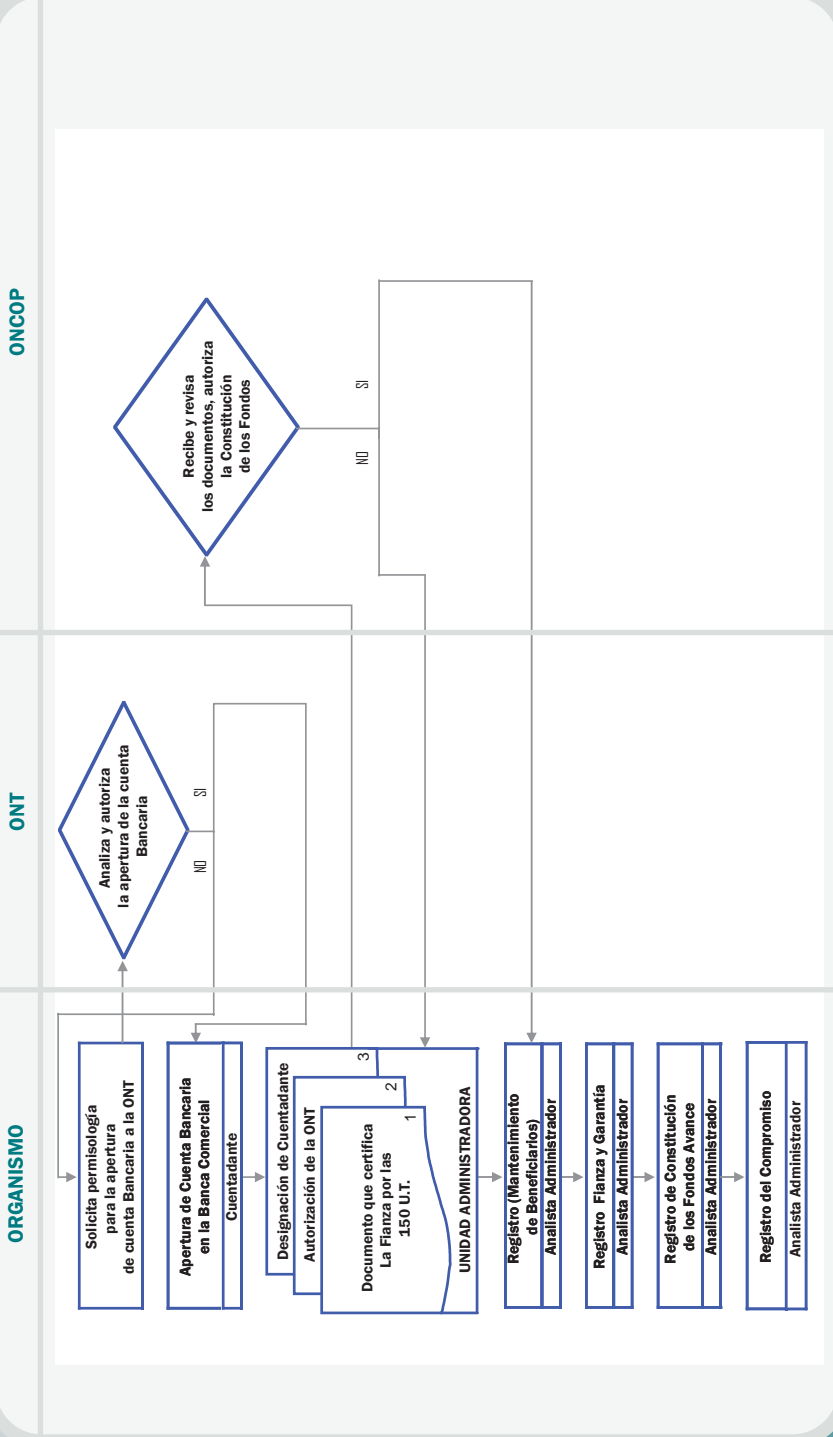 ORGANISMO
ONT
ONCOP
Solicita permisología
para la apertura
de cuenta Bancaria a la ONT
Analiza y autoriza
la apertura de la cuenta
Bancaria
NO
SI
Apertura de Cuenta Bancaria
en la Banca Comercial
Cuentadante
Designación de Cuentadante
3
Autorización de la ONT
2
Documento que certifica
La Fianza por las
150 U.T.
1
UNIDAD ADMINISTRADORA
Recibe y revisa
los documentos, autoriza
la Constitución
de los Fondos
NO
SI
Registro (Mantenimiento
de Beneficiarios)
Analista Administrador
Registro Fianza y Garantía
Analista Administrador
Registro de Constitución
de los Fondos Avance
Analista Administrador
Registro del Compromiso
Analista Administrador